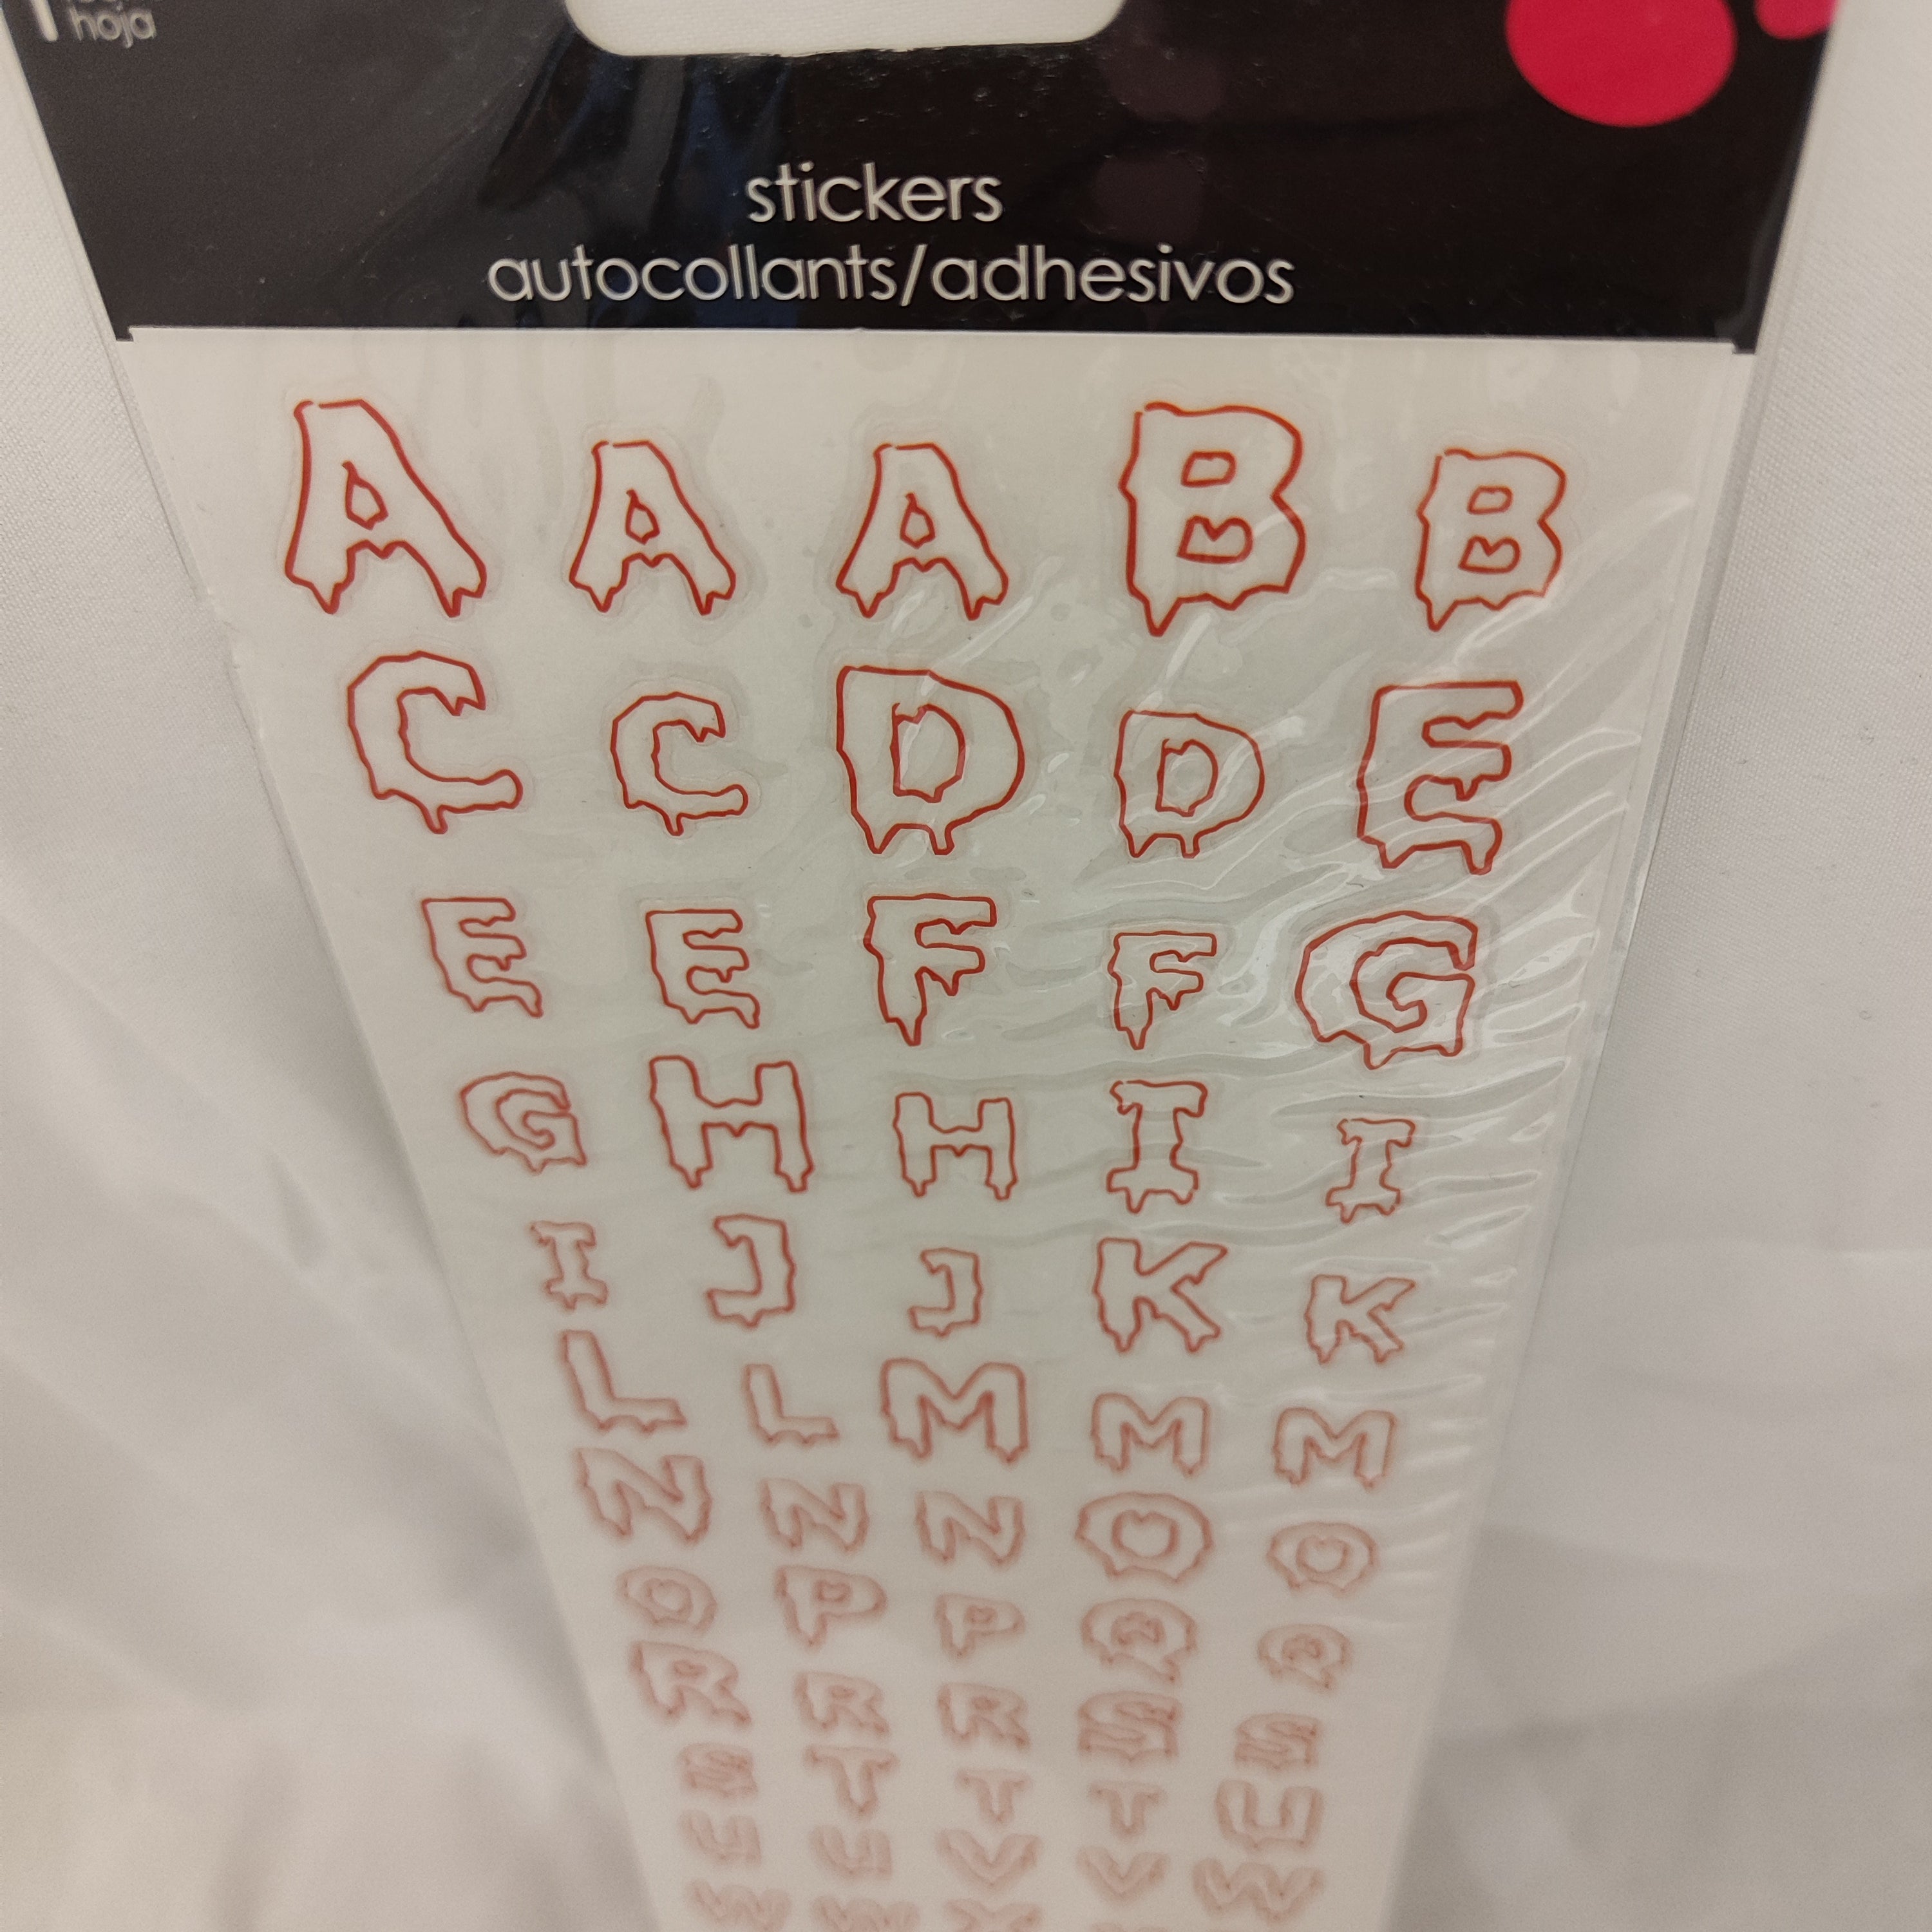 hoja
stickers
autocollants/adhesivos
A A A B B
C C D D E
E E F F G
G H H I I
I J J K K
L L M M M
N N N O O
O P P Q Q
R R R S S
S T T T U
U U V V W
W W X